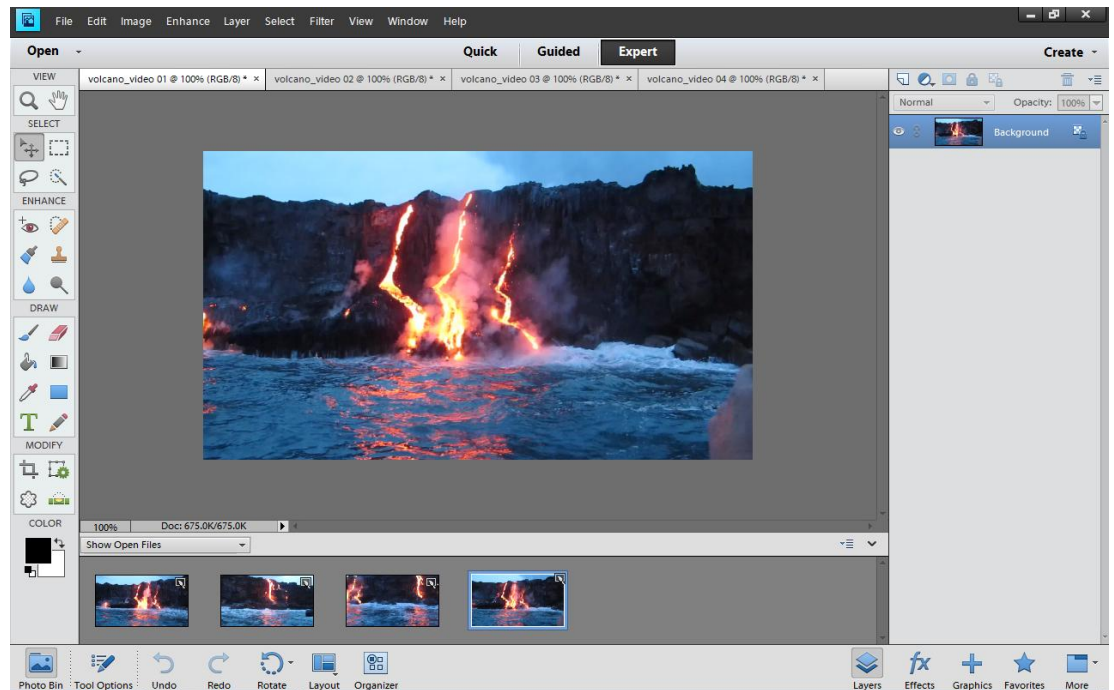 File Edit Image Enhance Layer Select Filter View Window Help
Open
Quick Guided Expert
Create
VIEW
volcano_video 01 @ 100% (RGB/8) * × volcano_video 02 @ 100% (RGB/8) * × volcano_video 03 @ 100% (RGB/8) * × volcano_video 04 @ 100% (RGB/8) * ×
Normal Opacity: 100%
SELECT
Background
ENHANCE
DRAW
T
MODIFY
COLOR
100% Doc: 675.0K/675.0K
Show Open Files
Photo Bin Tool Options Undo Redo Rotate Layout Organizer
fx
Layers Effects Graphics Favorites More